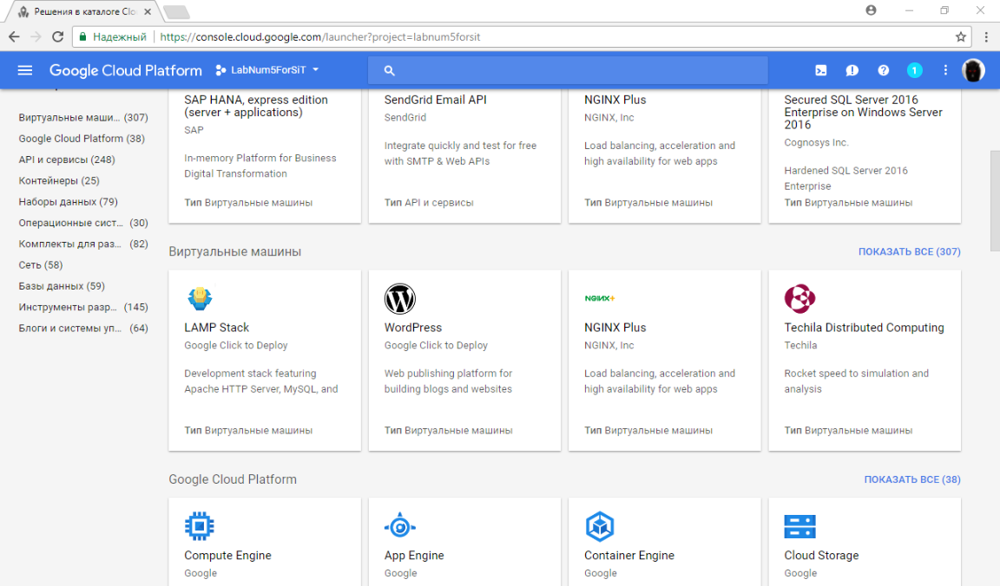 Решения в каталоге Clo
Надежный
https://console.cloud.google.com/launcher?project=labnum5forsit
Google Cloud Platform
LabNum5ForSiT
1
Виртуальные маши... (307)
Google Cloud Platform (38)
API и сервисы (248)
Контейнеры (25)
Наборы данных (79)
Операционные сист... (30)
Комплекты для раз... (82)
Сеть (58)
Базы данных (59)
Инструменты разр... (145)
Блоги и системы уп... (64)
SAP HANA, express edition
(server + applications)
SAP
In-memory Platform for Business
Digital Transformation
Тип Виртуальные машины
SendGrid Email API
SendGrid
Integrate quickly and test for free
with SMTP & Web APIs
Тип API и сервисы
NGINX Plus
NGINX, Inc
Load balancing, acceleration and
high availability for web apps
Тип Виртуальные машины
Secured SQL Server 2016
Enterprise on Windows Server
2016
Cognosys Inc.
Hardened SQL Server 2016
Enterprise
Тип Виртуальные машины
Виртуальные машины
ПОКАЗАТЬ ВСЕ (307)
LAMP Stack
Google Click to Deploy
Development stack featuring
Apache HTTP Server, MySQL, and
Тип Виртуальные машины
WordPress
Google Click to Deploy
Web publishing platform for
building blogs and websites
Тип Виртуальные машины
NGINX+
NGINX Plus
NGINX, Inc
Load balancing, acceleration and
high availability for web apps
Тип Виртуальные машины
Techila Distributed Computing
Techila
Rocket speed to simulation and
analysis
Тип Виртуальные машины
Google Cloud Platform
ПОКАЗАТЬ ВСЕ (38)
Compute Engine
Google
App Engine
Google
Container Engine
Google
Cloud Storage
Google